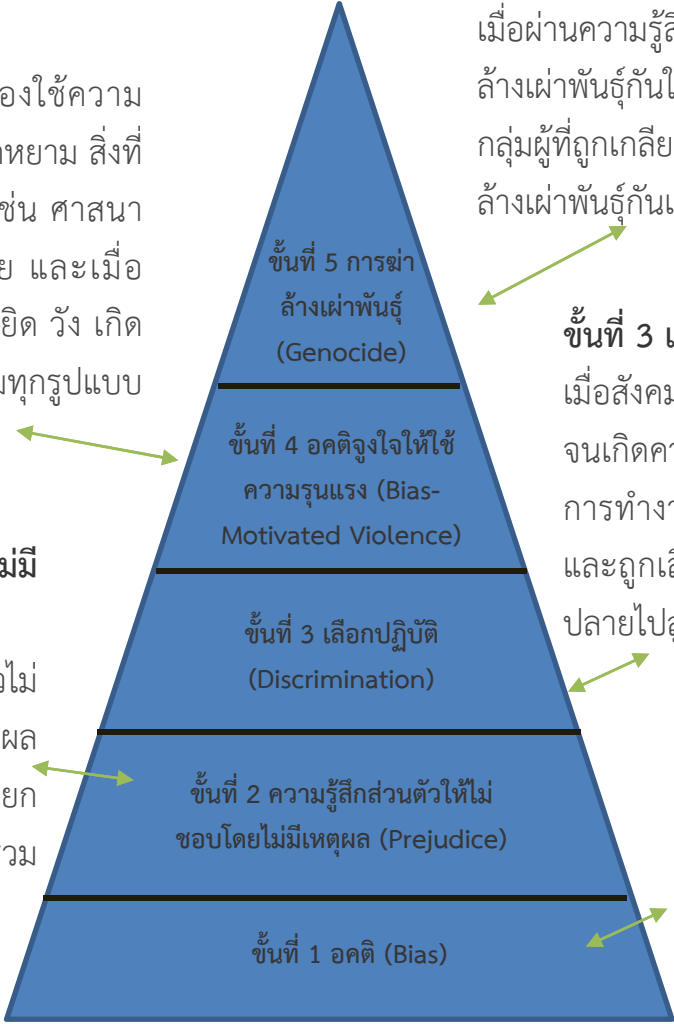 องใช้ความ
หยาม สิ่งที่
ช่น ศาสนา
ย และเมื่อ
ยิด วัง เกิด
มทุกรูปแบบ
ม่มี
วไม่
ผล
ยก
รวม
ขั้นที่ 5 การฆ่า
ล้างเผ่าพันธุ์
(Genocide)
ขั้นที่ 4 อคติจูงใจให้ใช้
ความรุนแรง (Bias-
Motivated Violence)
ขั้นที่ 3 เลือกปฏิบัติ
(Discrimination)
ขั้นที่ 2 ความรู้สึกส่วนตัวให้ไม่
ชอบโดยไม่มีเหตุผล (Prejudice)
ขั้นที่ 1 อคติ (Bias)
เมื่อผ่านความรู้สึ
ล้างเผ่าพันธุ์กันใ
กลุ่มผู้ที่ถูกเกลีย
ล้างเผ่าพันธุ์กันเ
ขั้นที่ 3 เ
เมื่อสังคม
จนเกิดคว
การทำงา
และถูกเลื
ปลายไปสู